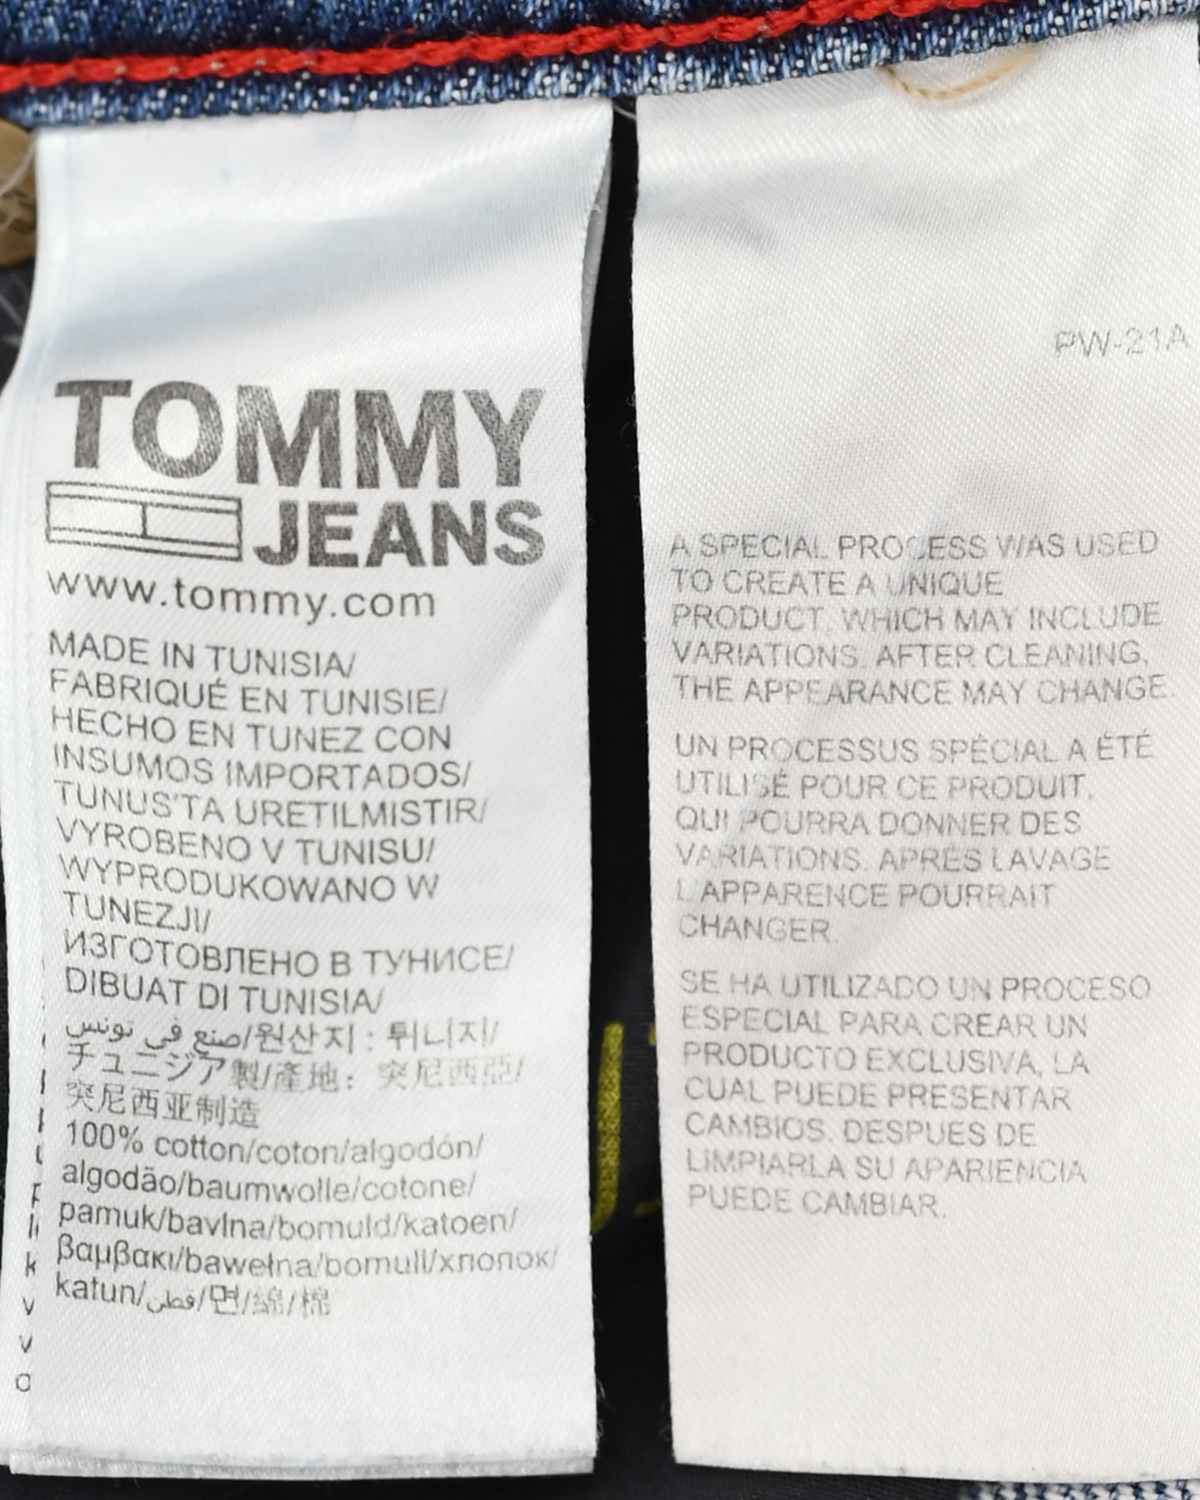 TOMMY
JEANS
www.tommy.com
MADE IN TUNISIA/
FABRIQUÉ EN TUNISIE/
HECHO EN TUNEZ CON
INSUMOS IMPORTADOS/
TUNUS'TA URETILMISTIR/
VYROBENO V TUNISU/
WYPRODUKOWANO W
TUNEZJI/
ИЗГОТОВЛЕНО В ТУНИСЕ/
DIBUAT DI TUNISIA/
صنع في تونس/원산지 : 튀니지/
チュニジア製/產地: 突尼西亞/
突尼西亚制造
100% cotton/coton/algodón/
algodão/baumwolle/cotone/
pamuk/bavlna/bomuld/katoen/
βαμβακι/bawełna/bomull/хлопок/
katun/قطن/면/綿/棉
PW-21A
A SPECIAL PROCESS WAS USED
TO CREATE A UNIQUE
PRODUCT, WHICH MAY INCLUDE
VARIATIONS. AFTER CLEANING,
THE APPEARANCE MAY CHANGE.
UN PROCESSUS SPÉCIAL A ÉTÉ
UTILISÉ POUR CE PRODUIT,
QUI POURRA DONNER DES
VARIATIONS. APRÉS LAVAGE
L'APPARENCE POURRAIT
CHANGER.
SE HA UTILIZADO UN PROCESO
ESPECIAL PARA CREAR UN
PRODUCTO EXCLUSIVA, LA
CUAL PUEDE PRESENTAR
CAMBIOS. DESPUES DE
LIMPIARLA SU APARIENCIA
PUEDE CAMBIAR.